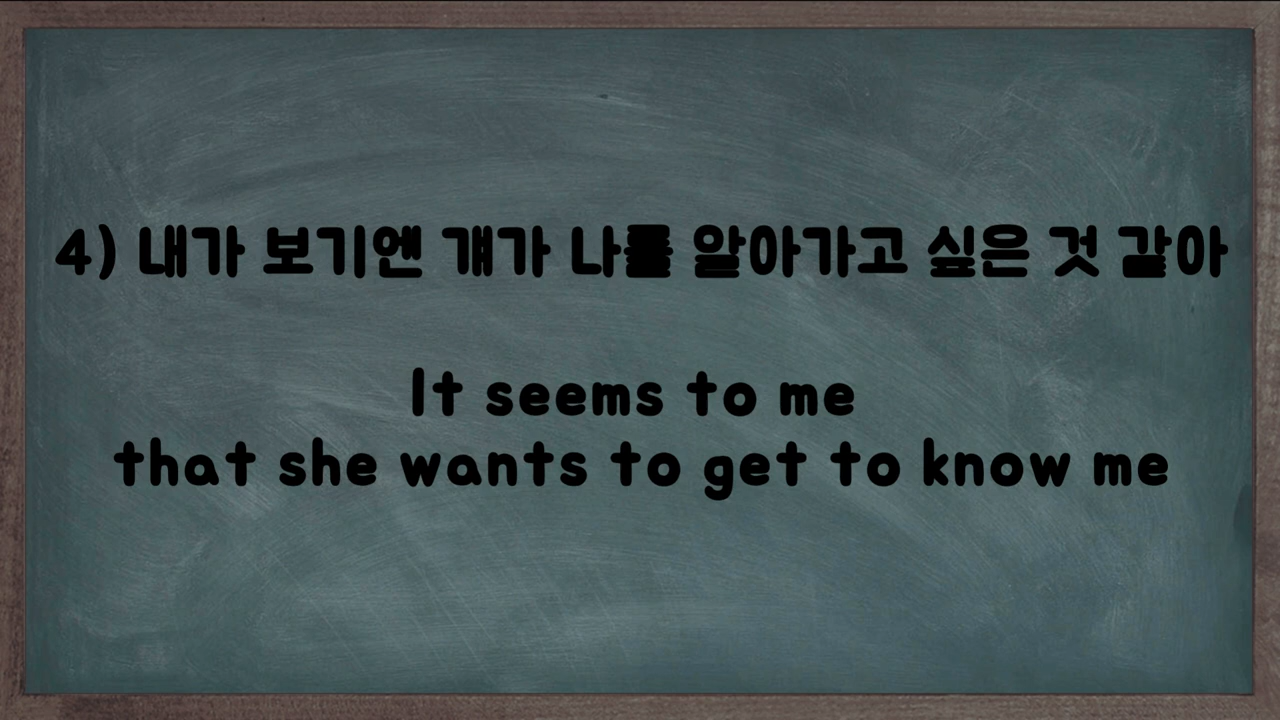 4) 내가 보기엔 걔가 나를 알아가고 싶은 것 같아
It seems to me
that she wants to get to know me